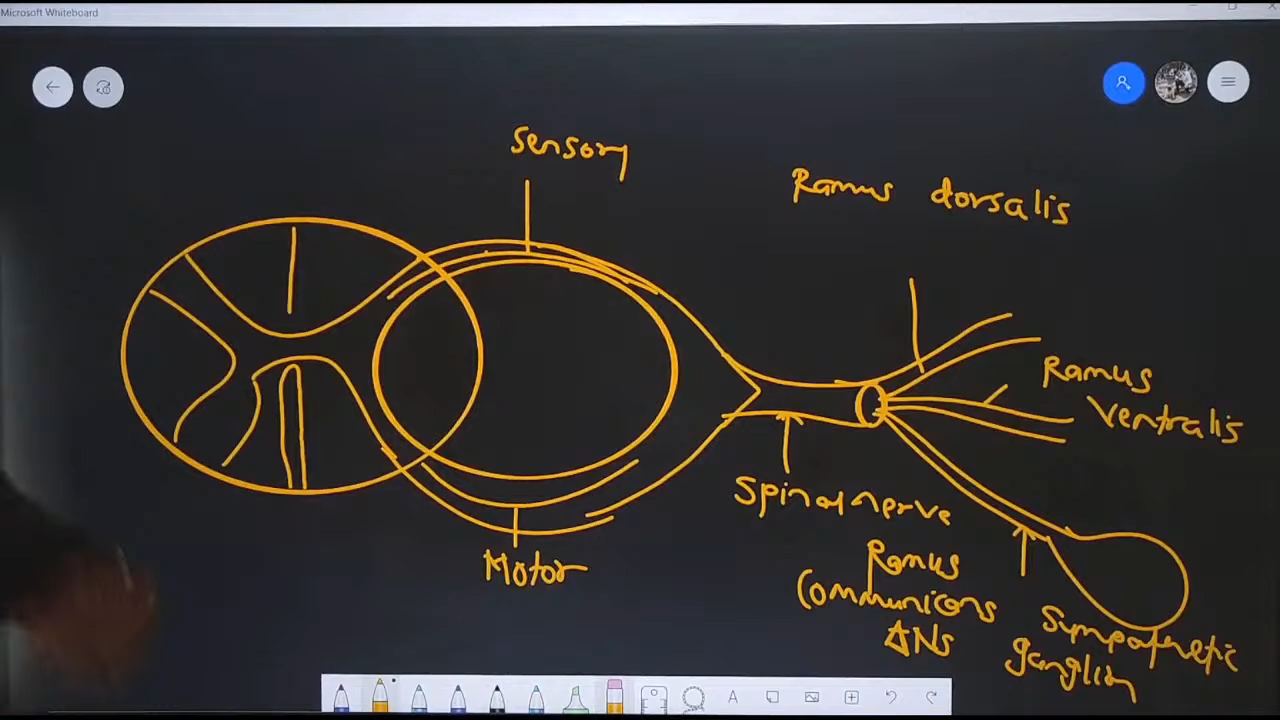 Microsoft Whiteboard
Sensory
Ramus dorsalis
Ramus
Ventralis
Spinal nerve
Motor
Ramus
Communicans
ANS
Sympathetic
ganglion
A